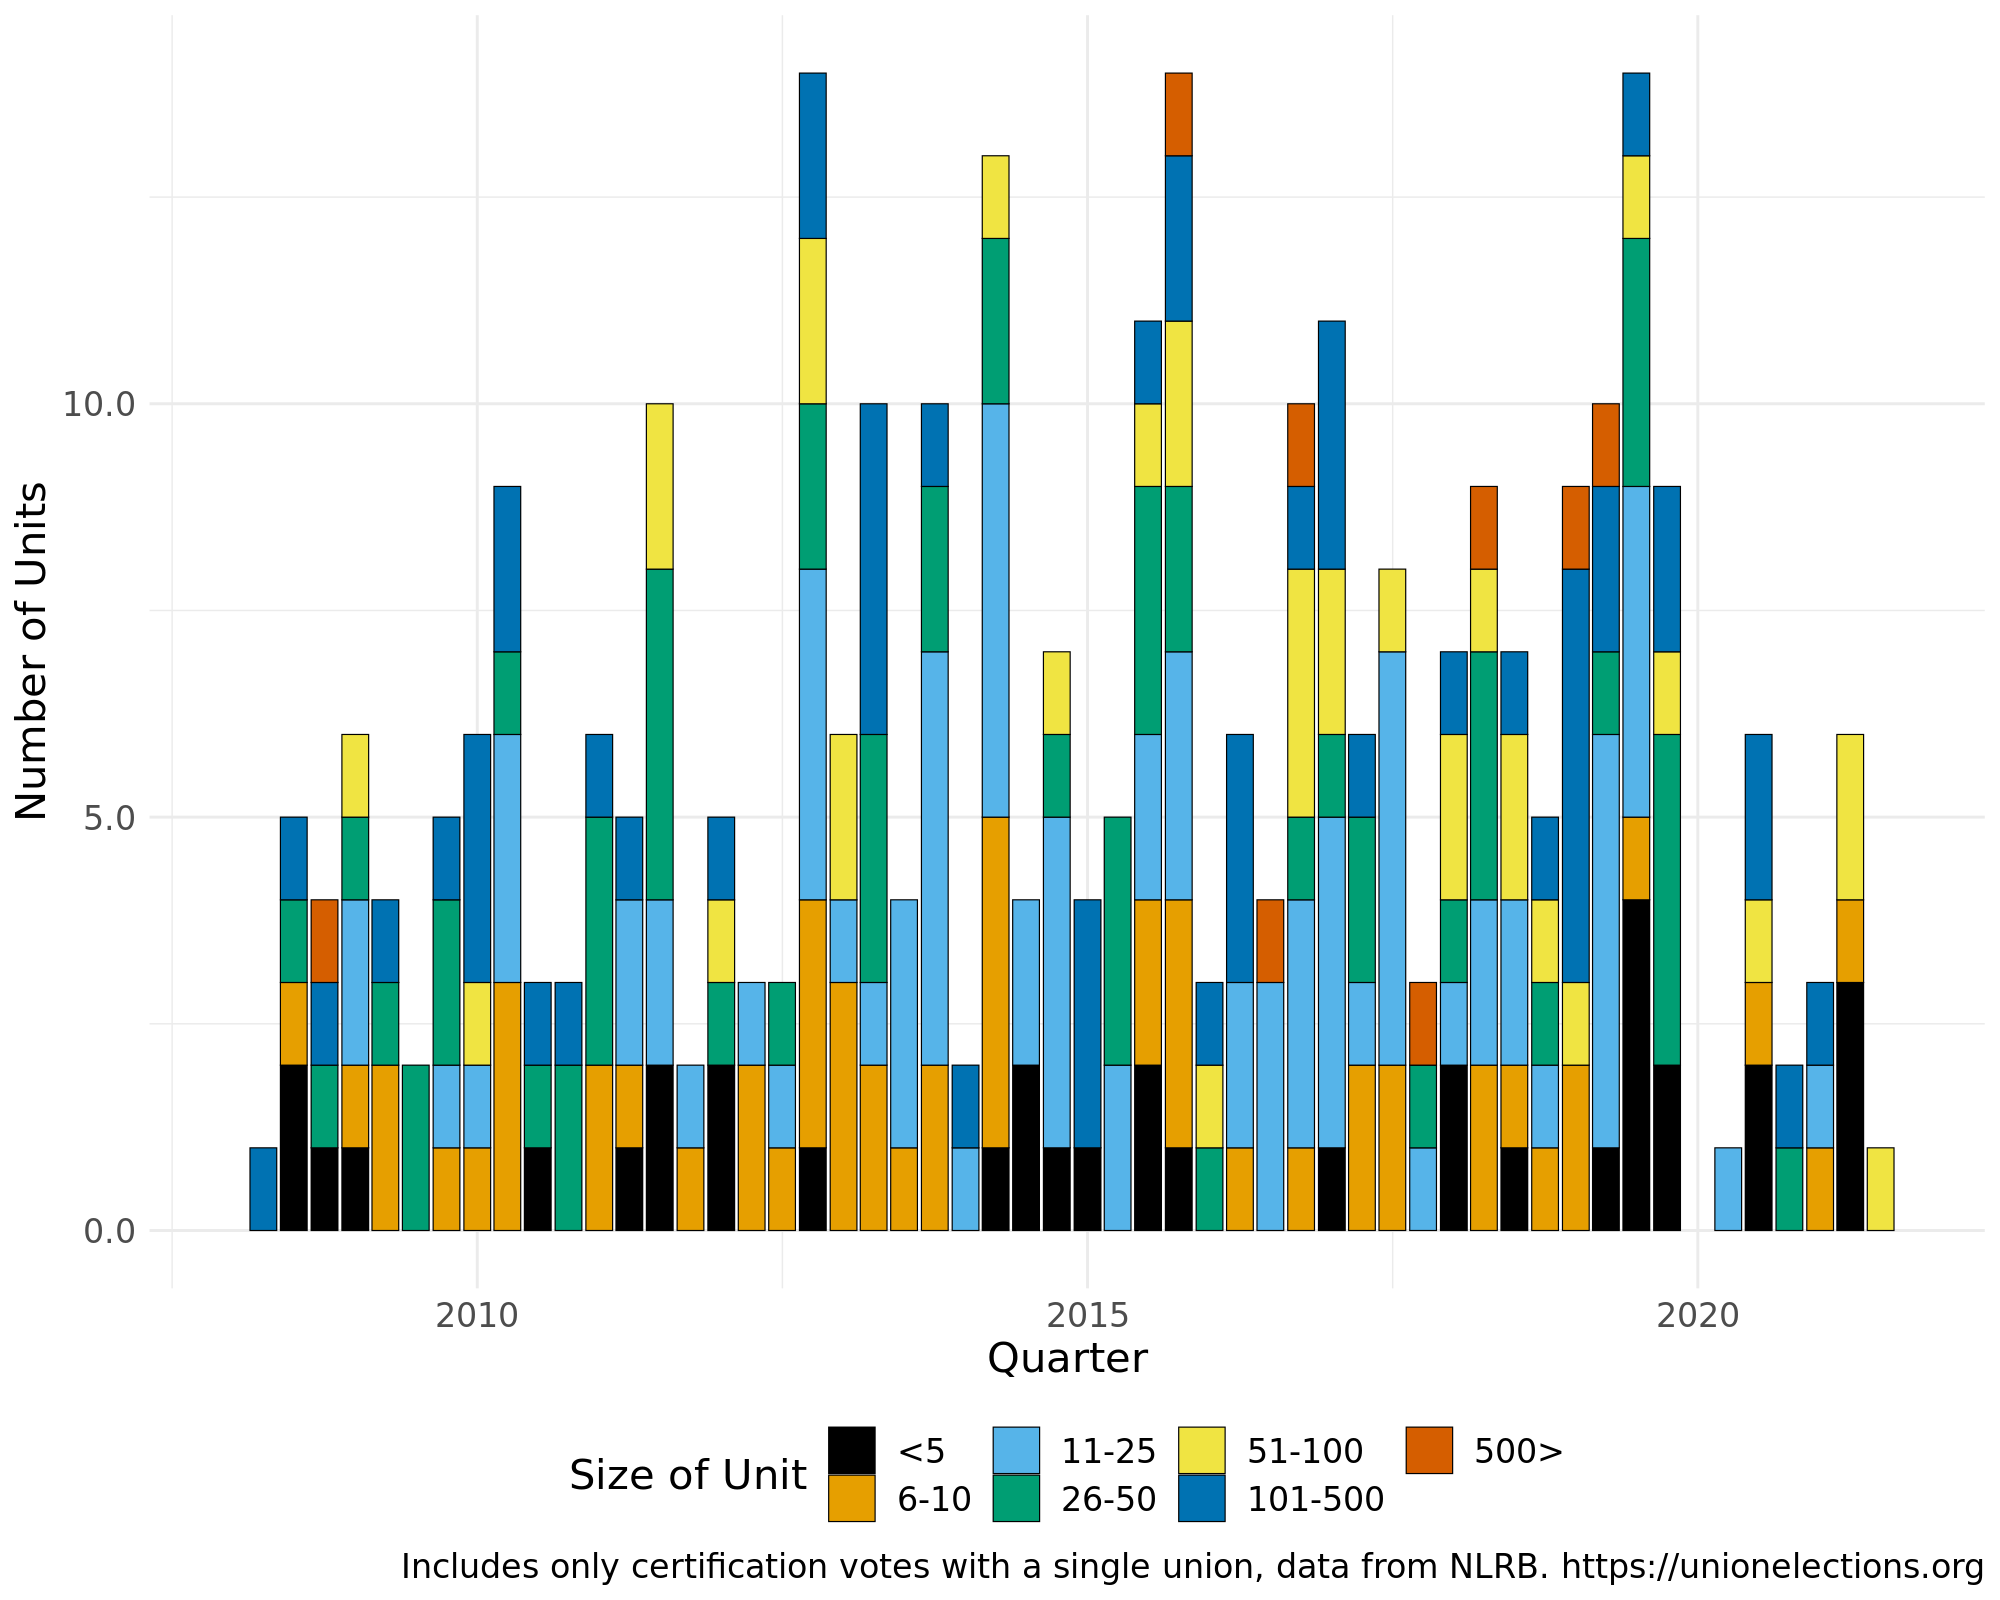 Number of Units
10.0
5.0
0.0
2010 2015 2020
Quarter
Size of Unit
<5 11-25 51-100 500>
6-10 26-50 101-500
Includes only certification votes with a single union, data from NLRB. https://unionelections.org